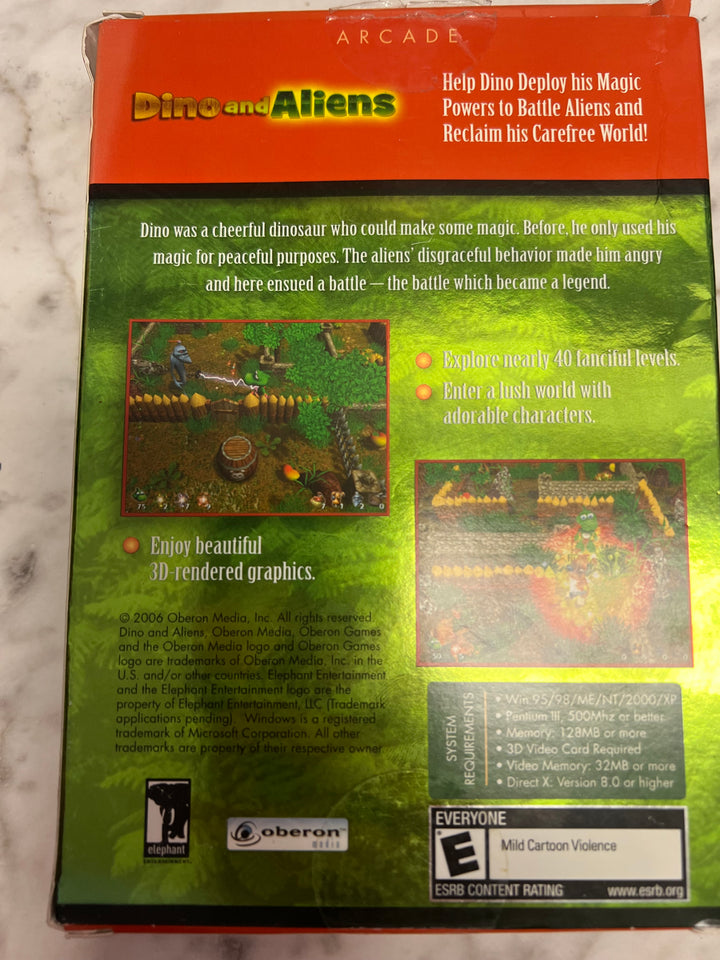 ARCADE
Dino and Aliens
Help Dino Deploy his Magic
Powers to Battle Aliens and
Reclaim his Carefree World!
Dino was a cheerful dinosaur who could make some magic. Before, he only used his
magic for peaceful purposes. The aliens' disgraceful behavior made him angry
and here ensued a battle — the battle which became a legend.
Explore nearly 40 fanciful levels.
Enter a lush world with
adorable characters.
Enjoy beautiful
3D-rendered graphics.
© 2006 Oberon Media, Inc. All rights reserved.
Dino and Aliens, Oberon Media, Oberon Games
and the Oberon Media logo and Oberon Games
logo are trademarks of Oberon Media, Inc. in the
U.S. and/or other countries. Elephant Entertainment
and the Elephant Entertainment logo are the
property of Elephant Entertainment, LLC (Trademark
applications pending). Windows is a registered
trademark of Microsoft Corporation. All other
trademarks are property of their respective owner.
SYSTEM
REQUIREMENTS
• Win 95/98/ME/NT/2000/XP
• Pentium III, 500Mhz or better
• Memory: 128MB or more
• 3D Video Card Required
• Video Memory: 32MB or more
• Direct X: Version 8.0 or higher
elephant
ENTERTAINMENT
oberon™
media
EVERYONE
E
Mild Cartoon Violence
ESRB CONTENT RATING www.esrb.org